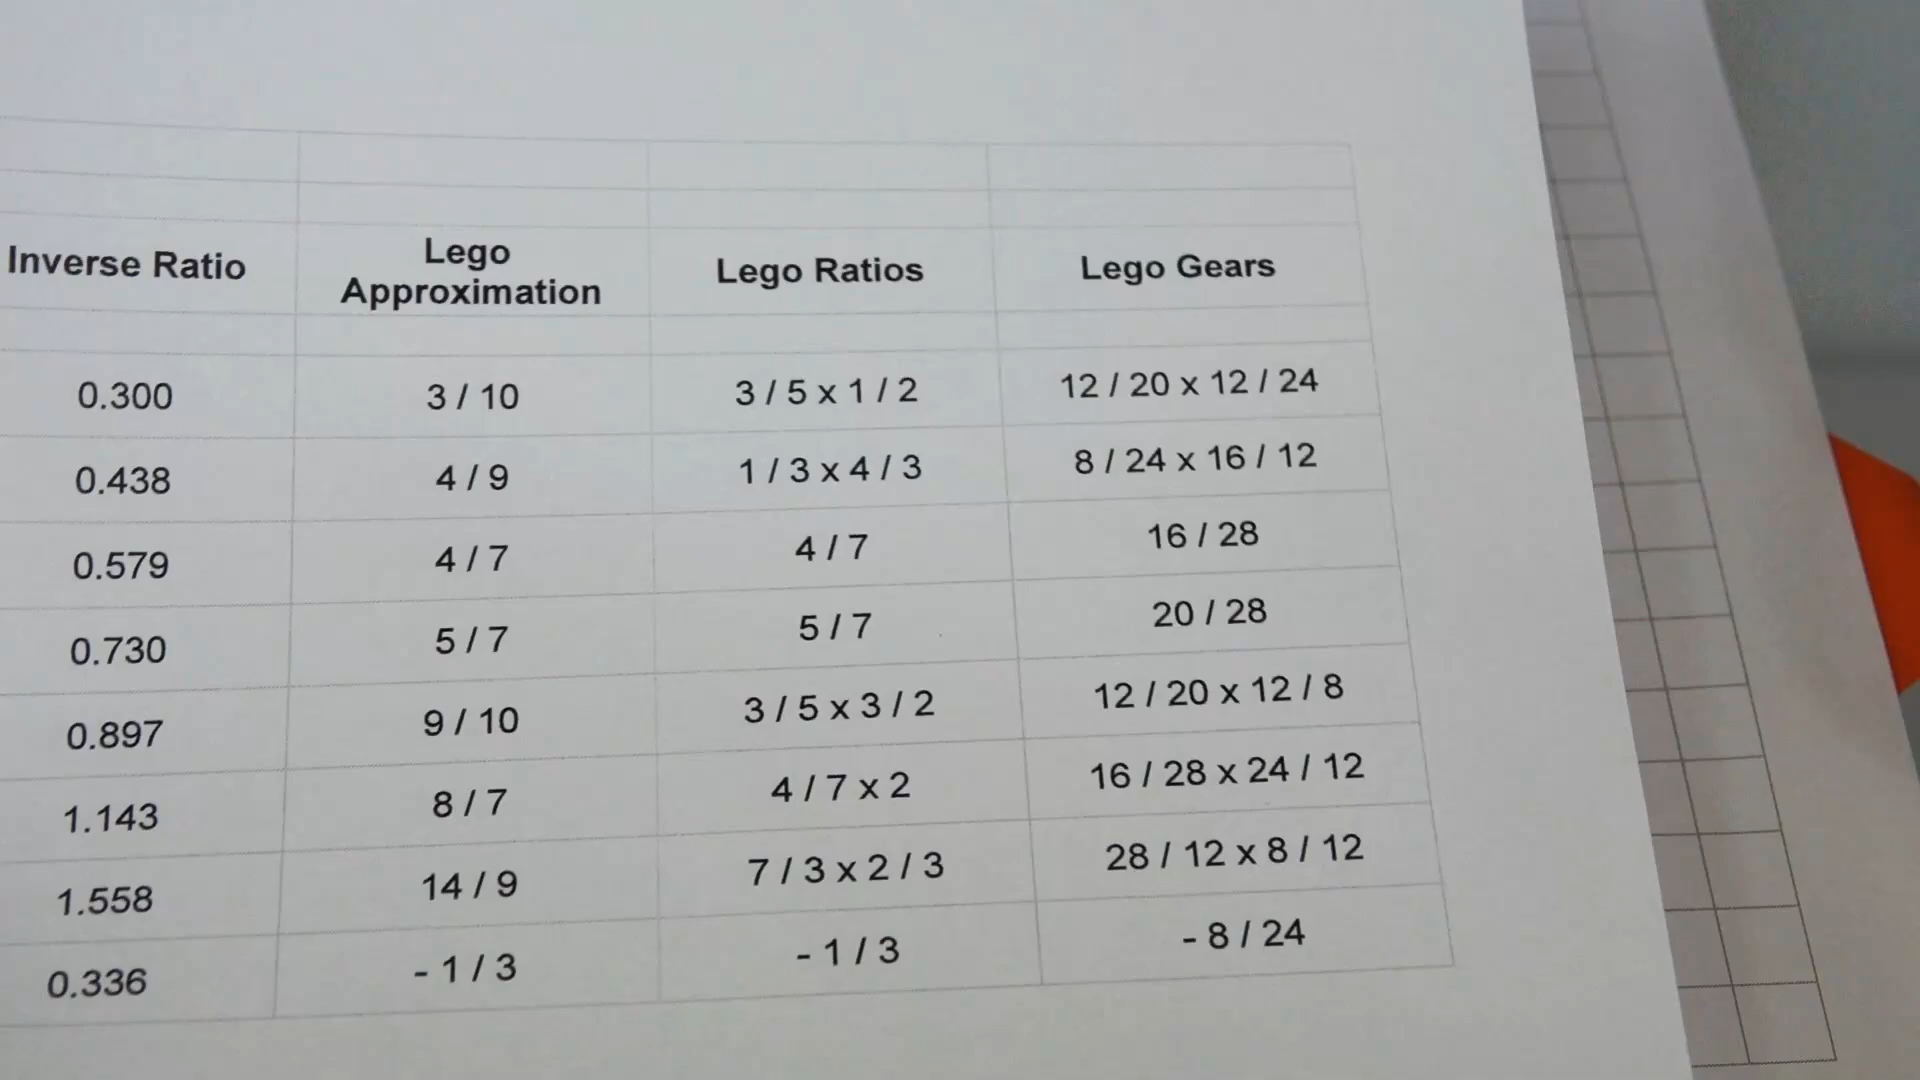 Inverse Ratio Lego Approximation Lego Ratios Lego Gears
0.300 3 / 10 3 / 5 x 1 / 2 12 / 20 x 12 / 24
0.438 4 / 9 1 / 3 x 4 / 3 8 / 24 x 16 / 12
0.579 4 / 7 4 / 7 16 / 28
0.730 5 / 7 5 / 7 20 / 28
0.897 9 / 10 3 / 5 x 3 / 2 12 / 20 x 12 / 8
1.143 8 / 7 4 / 7 x 2 16 / 28 x 24 / 12
1.558 14 / 9 7 / 3 x 2 / 3 28 / 12 x 8 / 12
0.336 - 1 / 3 - 1 / 3 - 8 / 24